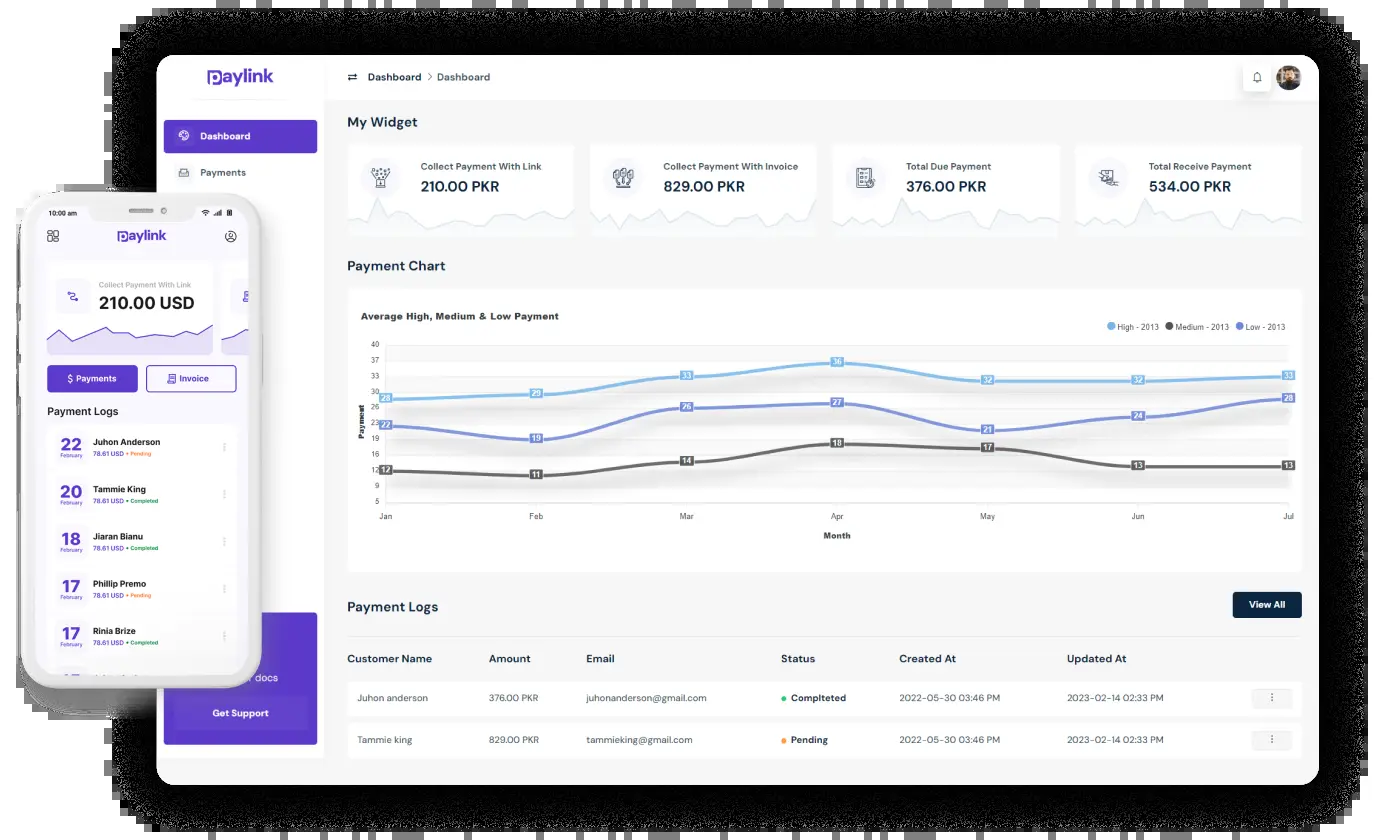 Paylink
Dashboard > Dashboard
Dashboard
Payments
My Widget
Collect Payment With Link
210.00 PKR
Collect Payment With Invoice
829.00 PKR
Total Due Payment
376.00 PKR
Total Receive Payment
534.00 PKR
Payment Chart
Average High, Medium & Low Payment
High - 2013 Medium - 2013 Low - 2013
Payment
40
37
33
30
26
23
19
16
12
9
5
28 29 33 36 32 32 33
22 19 26 27 21 24 28
12 11 14 18 17 13 13
Jan Feb Mar Apr May Jun Jul
Month
Payment Logs
View All
Customer Name Amount Email Status Created At Updated At
Juhon anderson 376.00 PKR juhonanderson@gmail.com Complteted 2022-05-30 03:46 PM 2023-02-14 02:33 PM
Tammie king 829.00 PKR tammieking@gmail.com Pending 2022-05-30 03:46 PM 2023-02-14 02:33 PM
docs
Get Support
10:00 am
Paylink
Collect Payment With Link
210.00 USD
$ Payments
Invoice
Payment Logs
22 Juhon Anderson
February 78.61 USD • Pending
20 Tammie King
February 78.61 USD • Completed
18 Jiaran Bianu
February 78.61 USD • Completed
17 Phillip Premo
February 78.61 USD • Pending
17 Rinia Brize
February 78.61 USD • Completed